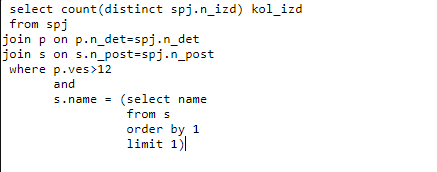 select count(distinct spj.n_izd) kol_izd
from spj
join p on p.n_det=spj.n_det
join s on s.n_post=spj.n_post
where p.ves>12
and
s.name = (select name
from s
order by 1
limit 1)